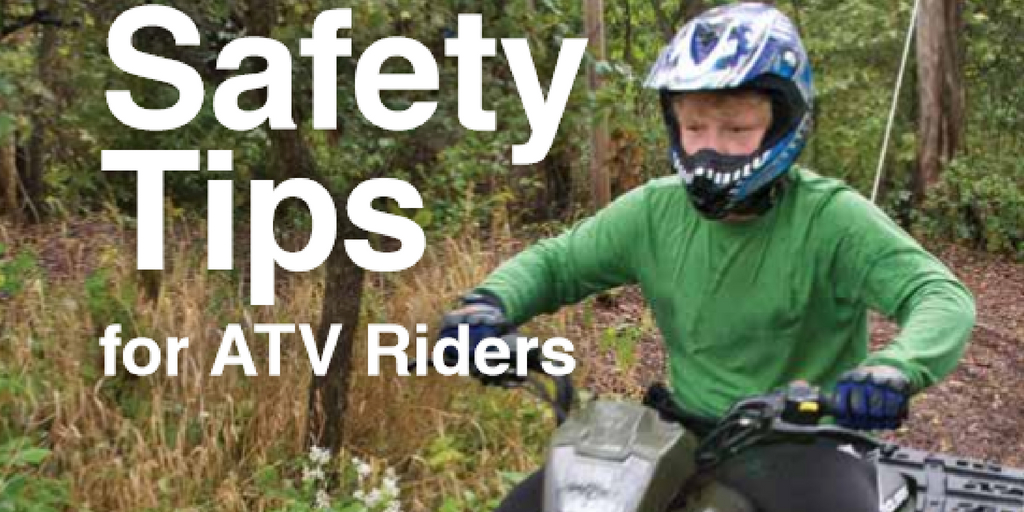 Safety
Tips
for ATV Riders